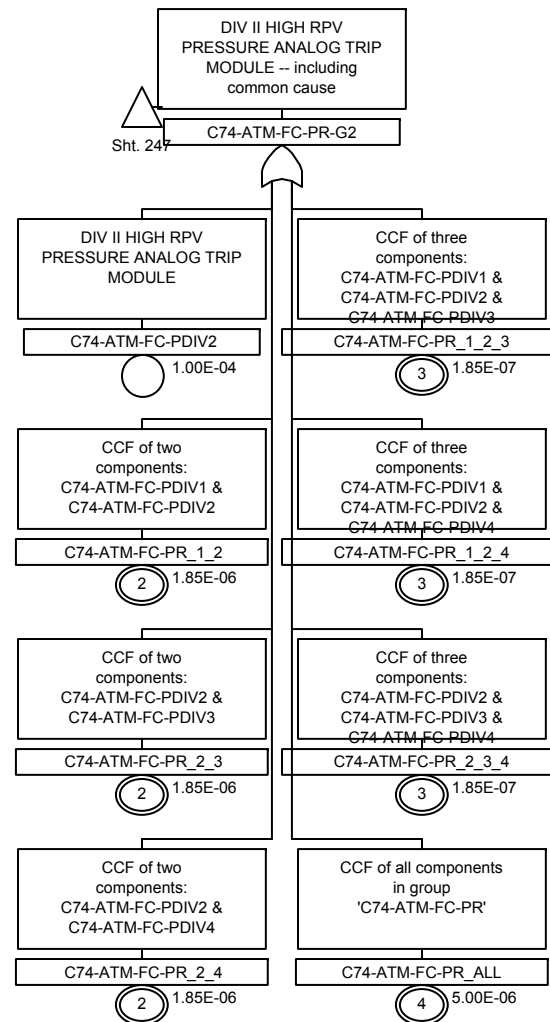 DIV II HIGH RPV
PRESSURE ANALOG TRIP
MODULE -- including
common cause
Sht. 247
C74-ATM-FC-PR-G2
DIV II HIGH RPV
PRESSURE ANALOG TRIP
MODULE
C74-ATM-FC-PDIV2
1.00E-04
CCF of three
components:
C74-ATM-FC-PDIV1 &
C74-ATM-FC-PDIV2 &
C74-ATM-FC-PDIV3
C74-ATM-FC-PR_1_2_3
3
1.85E-07
CCF of two
components:
C74-ATM-FC-PDIV1 &
C74-ATM-FC-PDIV2
C74-ATM-FC-PR_1_2
2
1.85E-06
CCF of three
components:
C74-ATM-FC-PDIV1 &
C74-ATM-FC-PDIV2 &
C74-ATM-FC-PDIV4
C74-ATM-FC-PR_1_2_4
3
1.85E-07
CCF of two
components:
C74-ATM-FC-PDIV2 &
C74-ATM-FC-PDIV3
C74-ATM-FC-PR_2_3
2
1.85E-06
CCF of three
components:
C74-ATM-FC-PDIV2 &
C74-ATM-FC-PDIV3 &
C74-ATM-FC-PDIV4
C74-ATM-FC-PR_2_3_4
3
1.85E-07
CCF of two
components:
C74-ATM-FC-PDIV2 &
C74-ATM-FC-PDIV4
C74-ATM-FC-PR_2_4
2
1.85E-06
CCF of all components
in group
'C74-ATM-FC-PR'
C74-ATM-FC-PR_ALL
4
5.00E-06